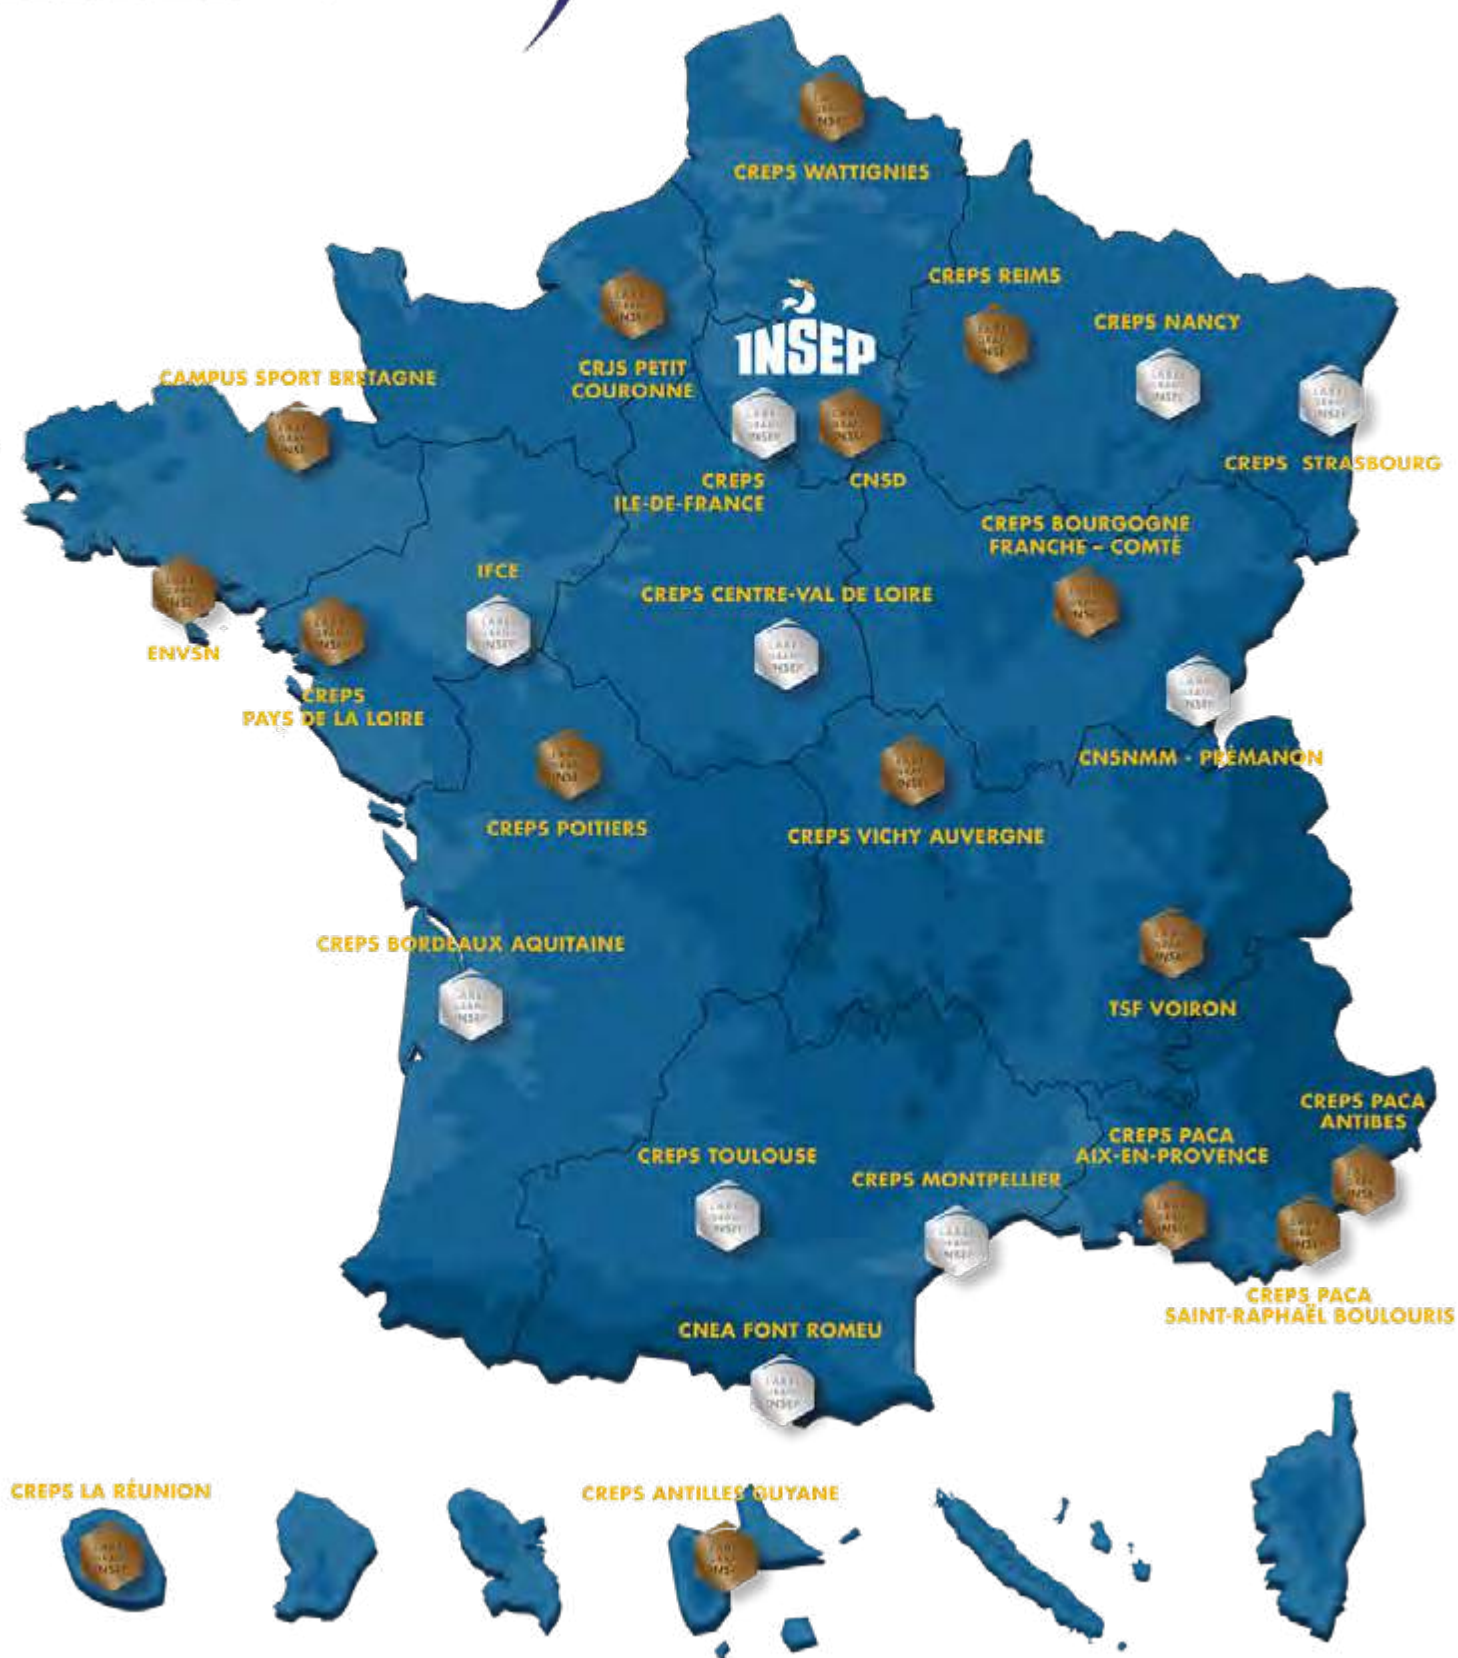 CREPS WATTIGNIES
CREPS REIMS
CREPS NANCY
INSEP
CRJS PETIT
COURONNE
CAMPUS SPORT BRETAGNE
CREPS STRASBOURG
CREPS
ILE-DE-FRANCE
CNSD
CREPS BOURGOGNE
FRANCHE – COMTÉ
IFCE
CREPS CENTRE-VAL DE LOIRE
ENVSN
CREPS
PAYS DE LA LOIRE
CNSNMM - PRÉMANON
CREPS POITIERS
CREPS VICHY AUVERGNE
CREPS BORDEAUX AQUITAINE
TSF VOIRON
CREPS PACA
ANTIBES
CREPS PACA
AIX-EN-PROVENCE
CREPS TOULOUSE
CREPS MONTPELLIER
CREPS PACA
SAINT-RAPHAËL BOULOURIS
CNEA FONT ROMEU
CREPS LA RÉUNION
CREPS ANTILLES GUYANE